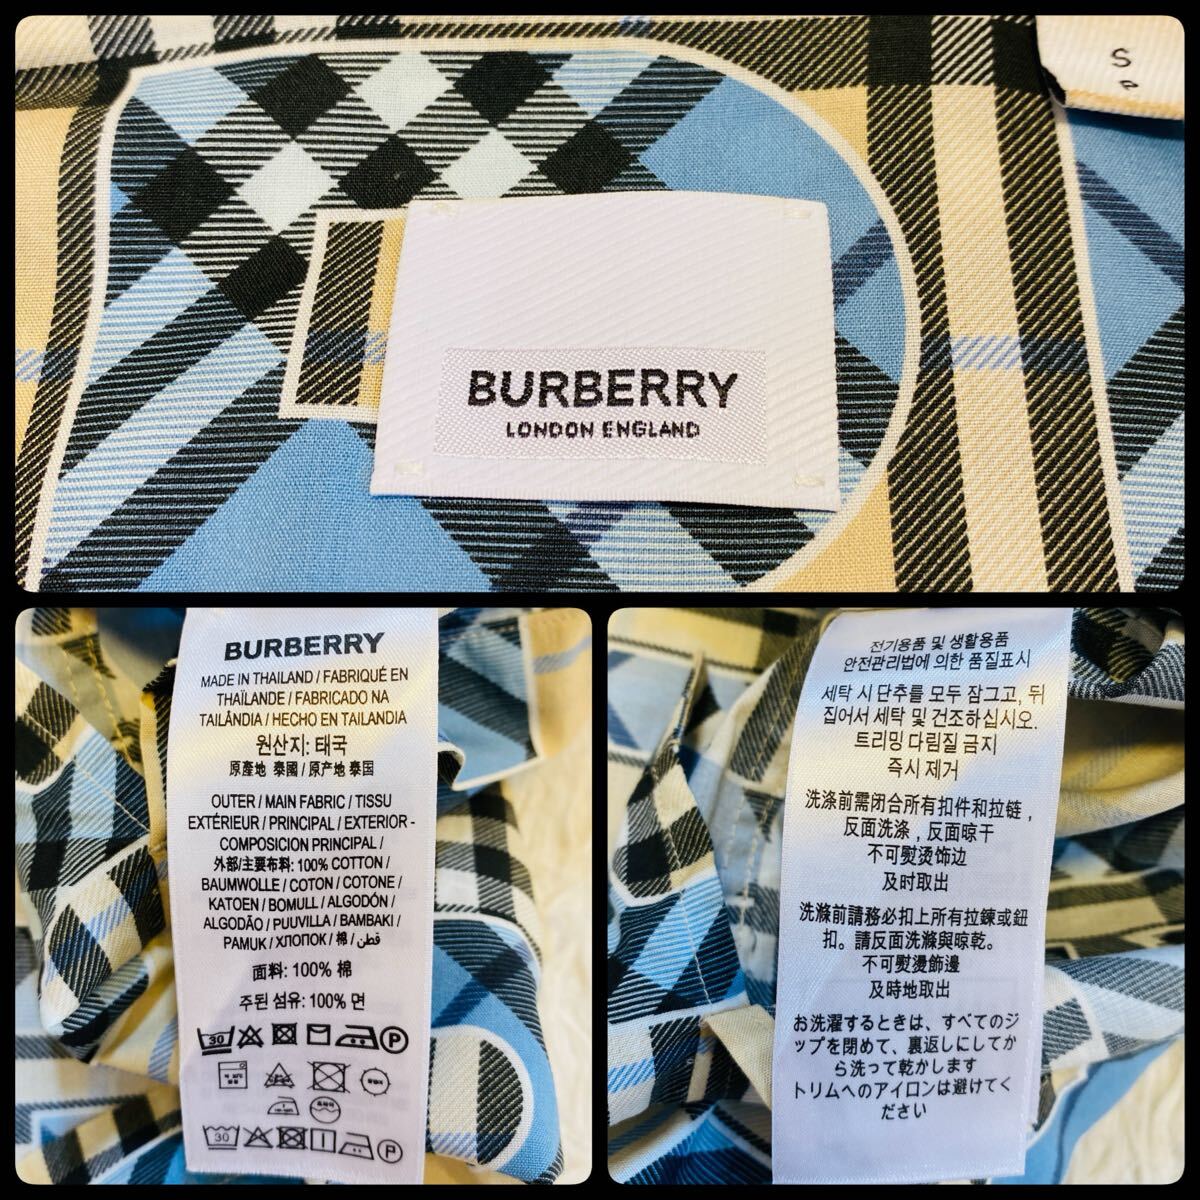 S
BURBERRY
LONDON ENGLAND
BURBERRY
MADE IN THAILAND / FABRIQUÉ EN
THAÏLANDE / FABRICADO NA
TAILÂNDIA / HECHO EN TAILANDIA
원산지: 태국
原產地 泰國 / 原产地 泰国
OUTER / MAIN FABRIC / TISSU
EXTÉRIEUR / PRINCIPAL / EXTERIOR -
COMPOSICION PRINCIPAL /
外部/主要布料: 100% COTTON /
BAUMWOLLE / COTON / COTONE /
KATOEN / BOMULL / ALGODÓN /
ALGODÃO / PUUVILLA / BAMBAKI /
PAMUK / ХЛОПОК / 棉 / قطن /
面料: 100% 棉
주된 섬유: 100% 면
30
P
30
P
전기용품 및 생활용품
안전관리법에 의한 품질표시
세탁 시 단추를 모두 잠그고, 뒤
집어서 세탁 및 건조하십시오.
트리밍 다림질 금지
즉시 제거
洗涤前需闭合所有扣件和拉链，
反面洗涤，反面晾干
不可熨烫饰边
及时取出
洗滌前請務必扣上所有拉鍊或鈕
扣。請反面洗滌與晾乾。
不可熨燙飾邊
及時地取出
お洗濯するときは、すべてのジ
ップを閉めて、裏返しにしてか
ら洗って乾かします
トリムへのアイロンは避けてく
ださい